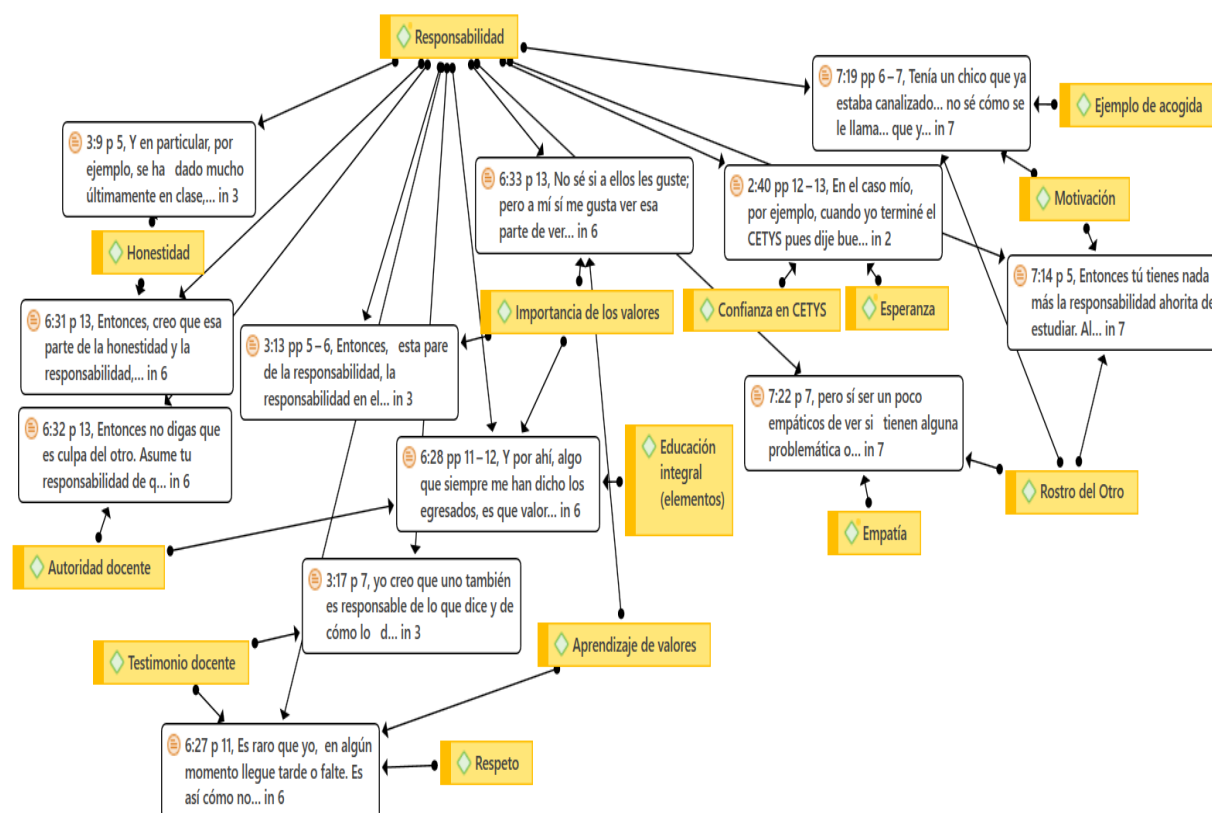 Responsabilidad
7:19 pp 6 – 7, Tenía un chico que ya
estaba canalizado... no sé cómo se
le llama... que y... in 7
Ejemplo de acogida
3:9 p 5, Y en particular, por
ejemplo, se ha dado mucho
últimamente en clase,... in 3
6:33 p 13, No sé si a ellos les guste;
pero a mí sí me gusta ver esa
parte de ver... in 6
2:40 pp 12 – 13, En el caso mío,
por ejemplo, cuando yo terminé el
CETYS pues dije bue... in 2
Motivación
Honestidad
7:14 p 5, Entonces tú tienes nada
más la responsabilidad ahorita de
estudiar. Al... in 7
6:31 p 13, Entonces, creo que esa
parte de la honestidad y la
responsabilidad,... in 6
Importancia de los valores
Confianza en CETYS
Esperanza
3:13 pp 5 – 6, Entonces, esta pare
de la responsabilidad, la
responsabilidad en el... in 3
7:22 p 7, pero sí ser un poco
empáticos de ver si tienen alguna
problemática o... in 7
6:32 p 13, Entonces no digas que
es culpa del otro. Asume tu
responsabilidad de q... in 6
6:28 pp 11 – 12, Y por ahí, algo
que siempre me han dicho los
egresados, es que valor... in 6
Educación
integral
(elementos)
Rostro del Otro
Empatía
Autoridad docente
3:17 p 7, yo creo que uno también
es responsable de lo que dice y de
cómo lo d... in 3
Testimonio docente
Aprendizaje de valores
6:27 p 11, Es raro que yo, en algún
momento llegue tarde o falte. Es
así cómo no... in 6
Respeto